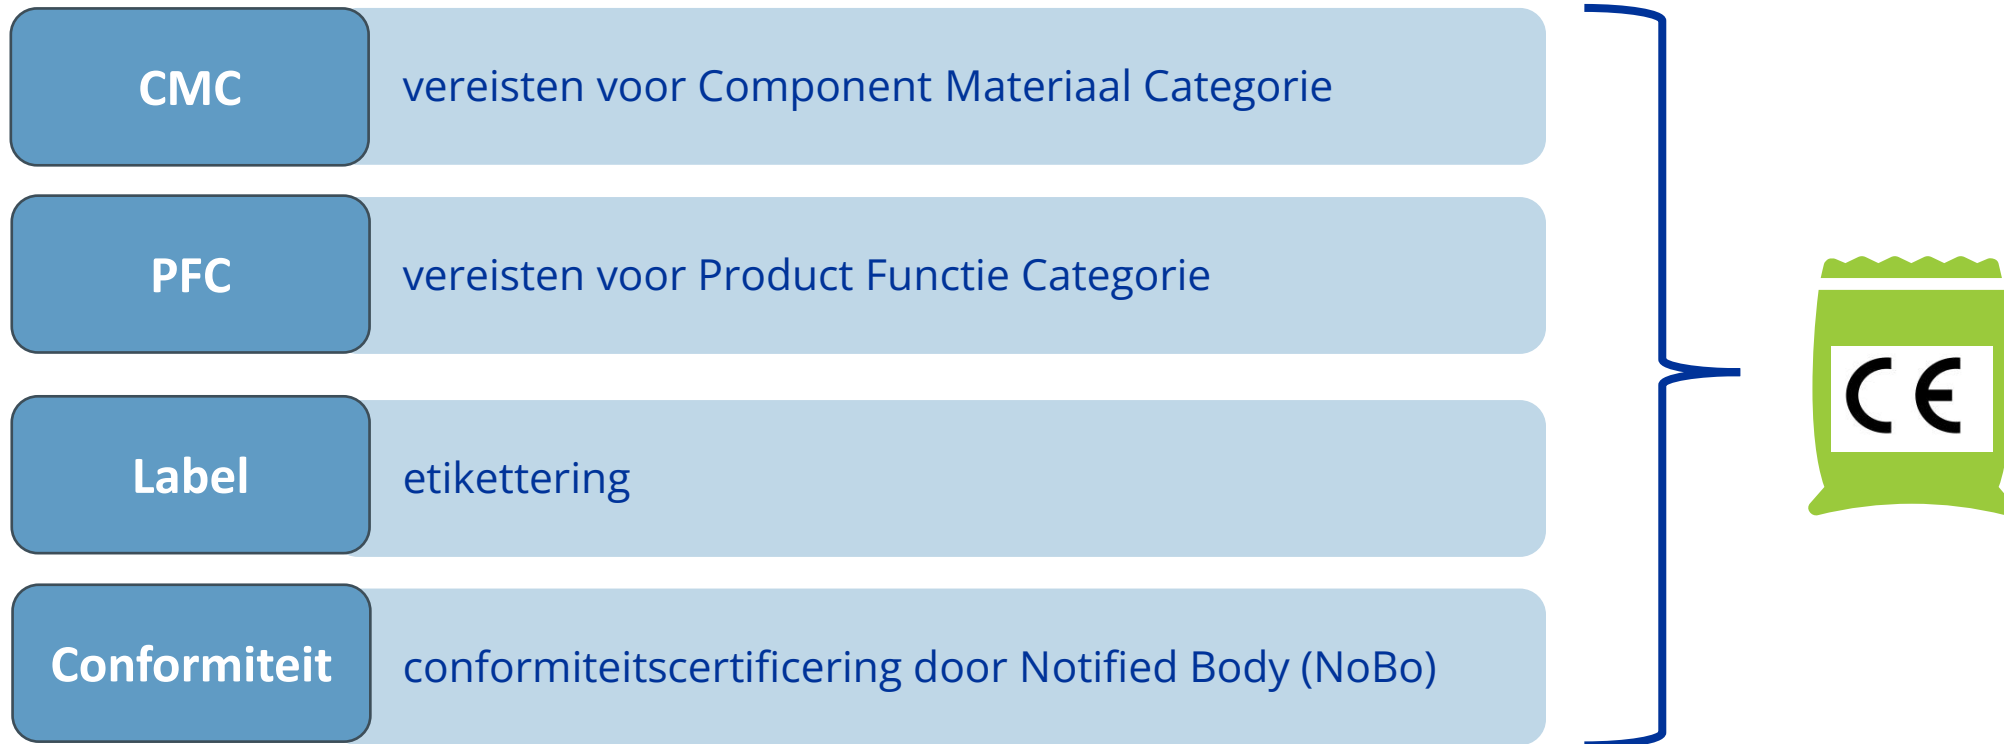 CMC
vereisten voor Component Materiaal Categorie
PFC
vereisten voor Product Functie Categorie
Label
etikettering
Conformiteit
conformiteitscertificering door Notified Body (NoBo)
CE